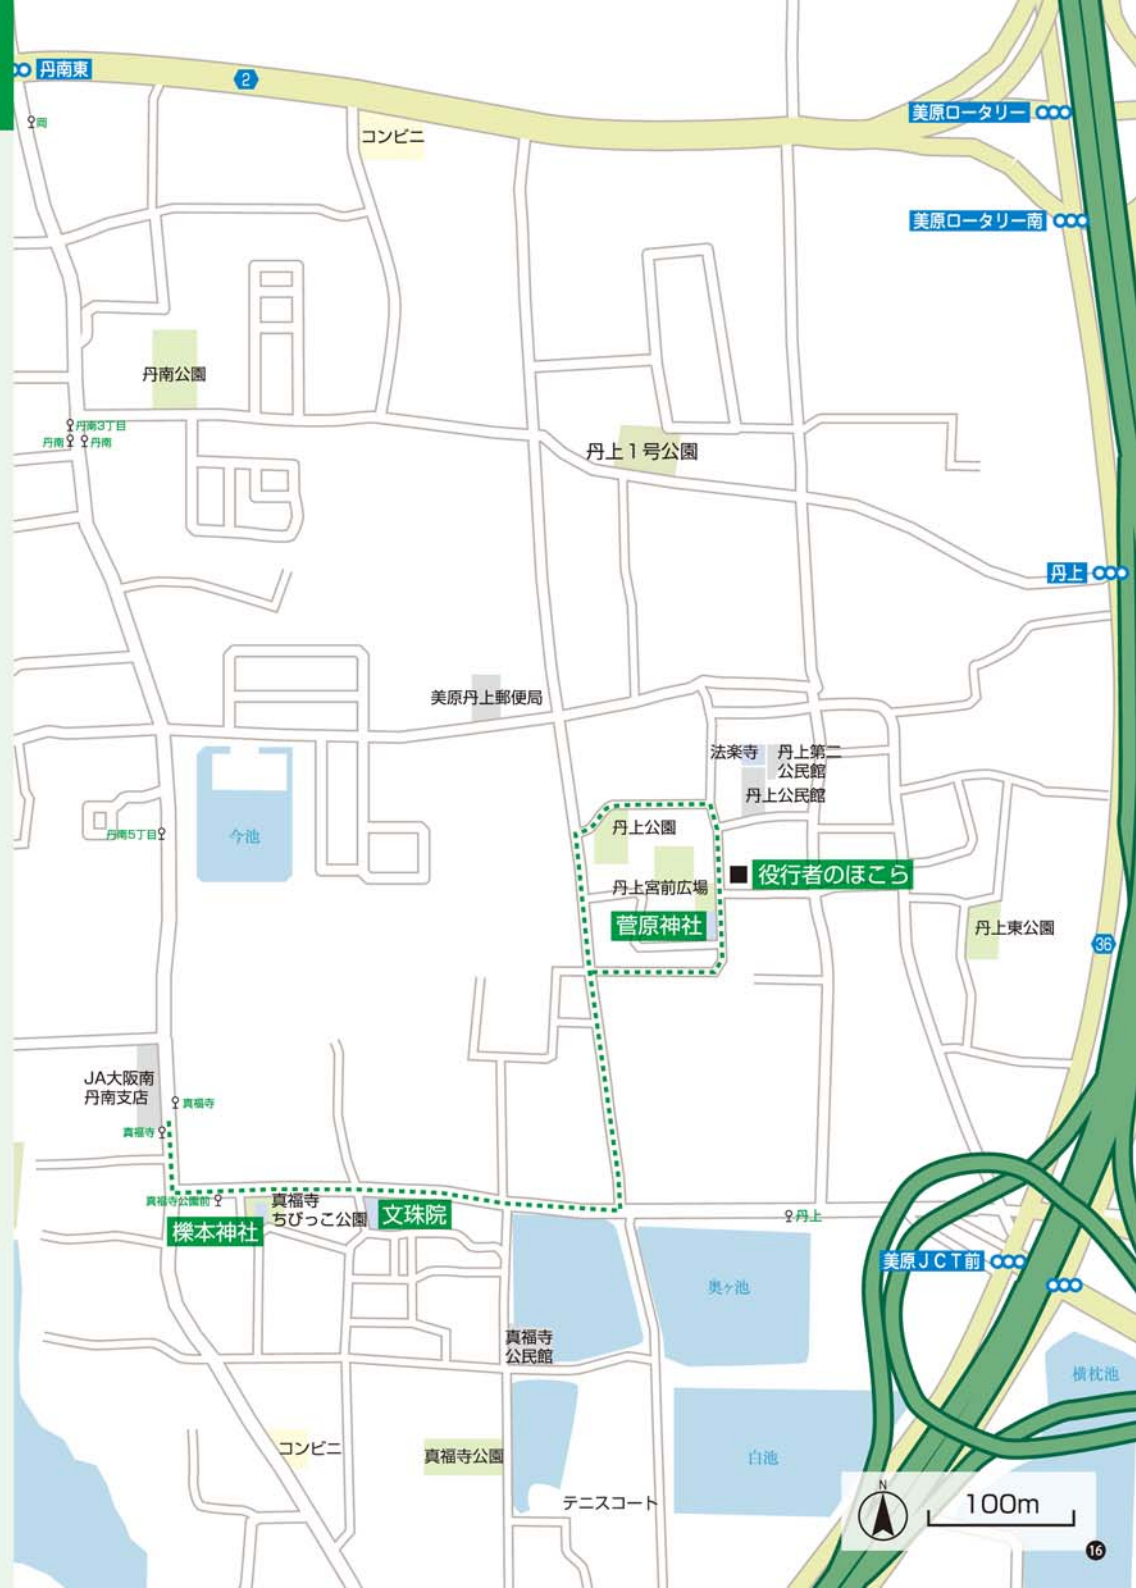 丹南東
2
岡
コンビニ
美原ロータリー
美原ロータリー南
丹南公園
丹南3丁目
丹南
丹南
丹上1号公園
丹上
美原丹上郵便局
法楽寺
丹上第二
公民館
丹上公民館
今池
丹南5丁目
丹上公園
役行者のほこら
丹上宮前広場
菅原神社
丹上東公園
36
JA大阪南
丹南支店
真福寺
真福寺
真福寺公園前
真福寺
ちびっこ公園
文珠院
櫟本神社
丹上
美原JCT前
奥ヶ池
真福寺
公民館
横枕池
コンビニ
真福寺公園
白池
テニスコート
N
100m
16